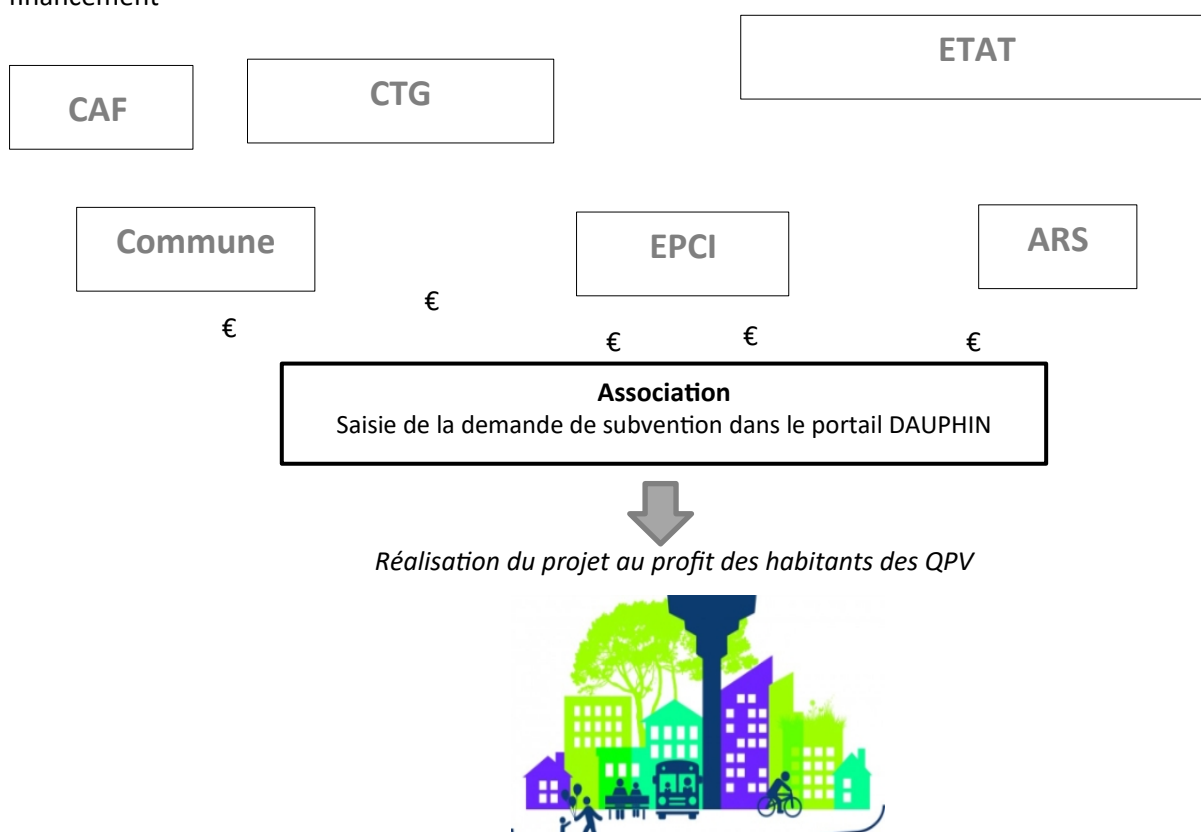 financement
ETAT
CTG
CAF
Commune
EPCI
ARS
€
€
€
€
€
Association
Saisie de la demande de subvention dans le portail DAUPHIN
Réalisation du projet au profit des habitants des QPV